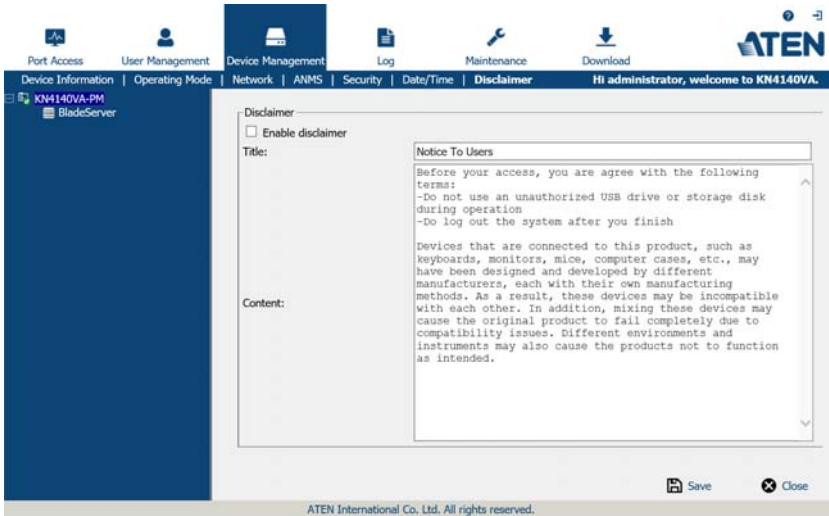 ATEN
Port Access
User Management
Device Management
Log
Maintenance
Download
Device Information | Operating Mode | Network | ANMS | Security | Date/Time | Disclaimer
Hi administrator, welcome to KN4140VA.
KN4140VA-PM
BladeServer
Disclaimer
Enable disclaimer
Title:
Notice To Users
Content:
Before your access, you are agree with the following
terms:
-Do not use an unauthorized USB drive or storage disk
during operation
-Do log out the system after you finish
Devices that are connected to this product, such as
keyboards, monitors, mice, computer cases, etc., may
have been designed and developed by different
manufacturers, each with their own manufacturing
methods. As a result, these devices may be incompatible
with each other. In addition, mixing these devices may
cause the original product to fail completely due to
compatibility issues. Different environments and
instruments may also cause the products not to function
as intended.
Save
Close
ATEN International Co. Ltd. All rights reserved.